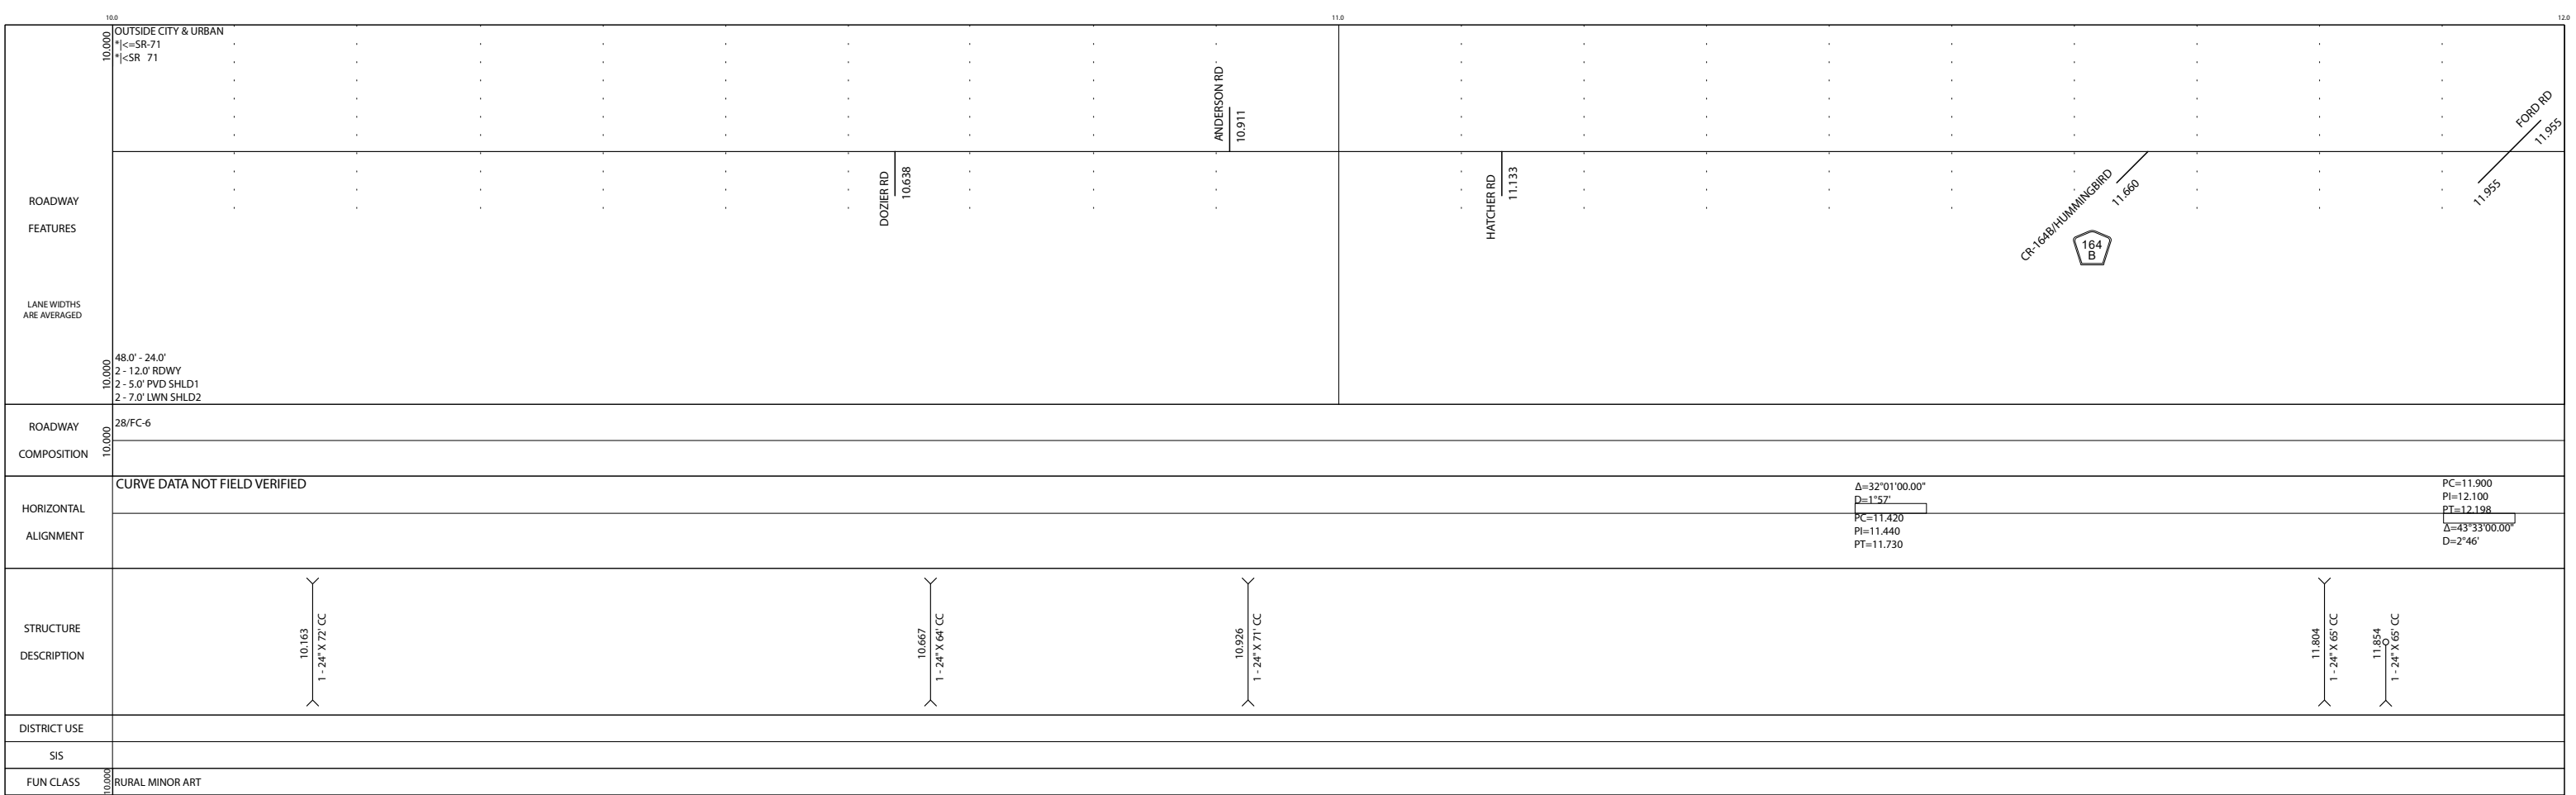 10.0
11.0
12.0
10.000
OUTSIDE CITY & URBAN
*|<=SR-71
*|<SR 71
ANDERSON RD
10.911
DOZIER RD
10.638
HATCHER RD
11.133
CR-164B/HUMMINGBIRD
11.660
164
B
FORD RD
11.955
11.955
ROADWAY
FEATURES
LANE WIDTHS
ARE AVERAGED
10.000
48.0' - 24.0'
2 - 12.0' RDWY
2 - 5.0' PVD SHLD1
2 - 7.0' LWN SHLD2
ROADWAY
COMPOSITION
10.000
28/FC-6
HORIZONTAL
ALIGNMENT
CURVE DATA NOT FIELD VERIFIED
Δ=32°01'00.00"
D=1°57'
PC=11.420
PI=11.440
PT=11.730
PC=11.900
PI=12.100
PT=12.198
Δ=43°33'00.00"
D=2°46'
STRUCTURE
DESCRIPTION
10.163
1 - 24" X 72' CC
10.667
1 - 24" X 64' CC
10.926
1 - 24" X 71' CC
11.804
1 - 24" X 65' CC
11.854
1 - 24" X 65' CC
DISTRICT USE
SIS
FUN CLASS
10.000
RURAL MINOR ART